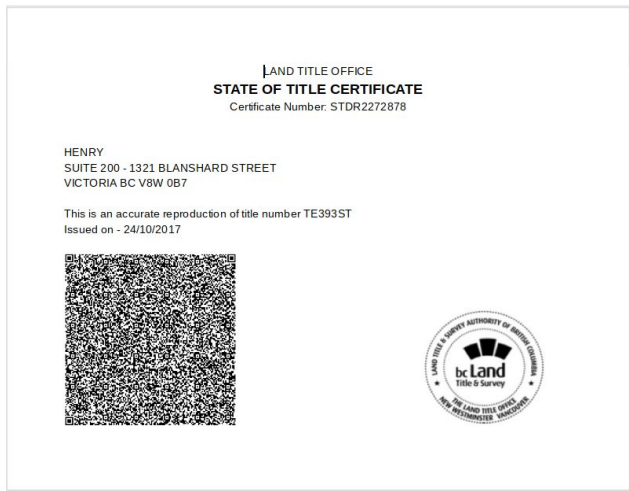 LAND TITLE OFFICE
STATE OF TITLE CERTIFICATE
Certificate Number: STDR2272878
HENRY
SUITE 200 - 1321 BLANSHARD STREET
VICTORIA BC V8W 0B7
This is an accurate reproduction of title number TE393ST
Issued on - 24/10/2017
LAND TITLE & SURVEY AUTHORITY OF BRITISH COLUMBIA
bc Land
Title & Survey
THE LAND TITLE OFFICE
NEW WESTMINSTER VANCOUVER